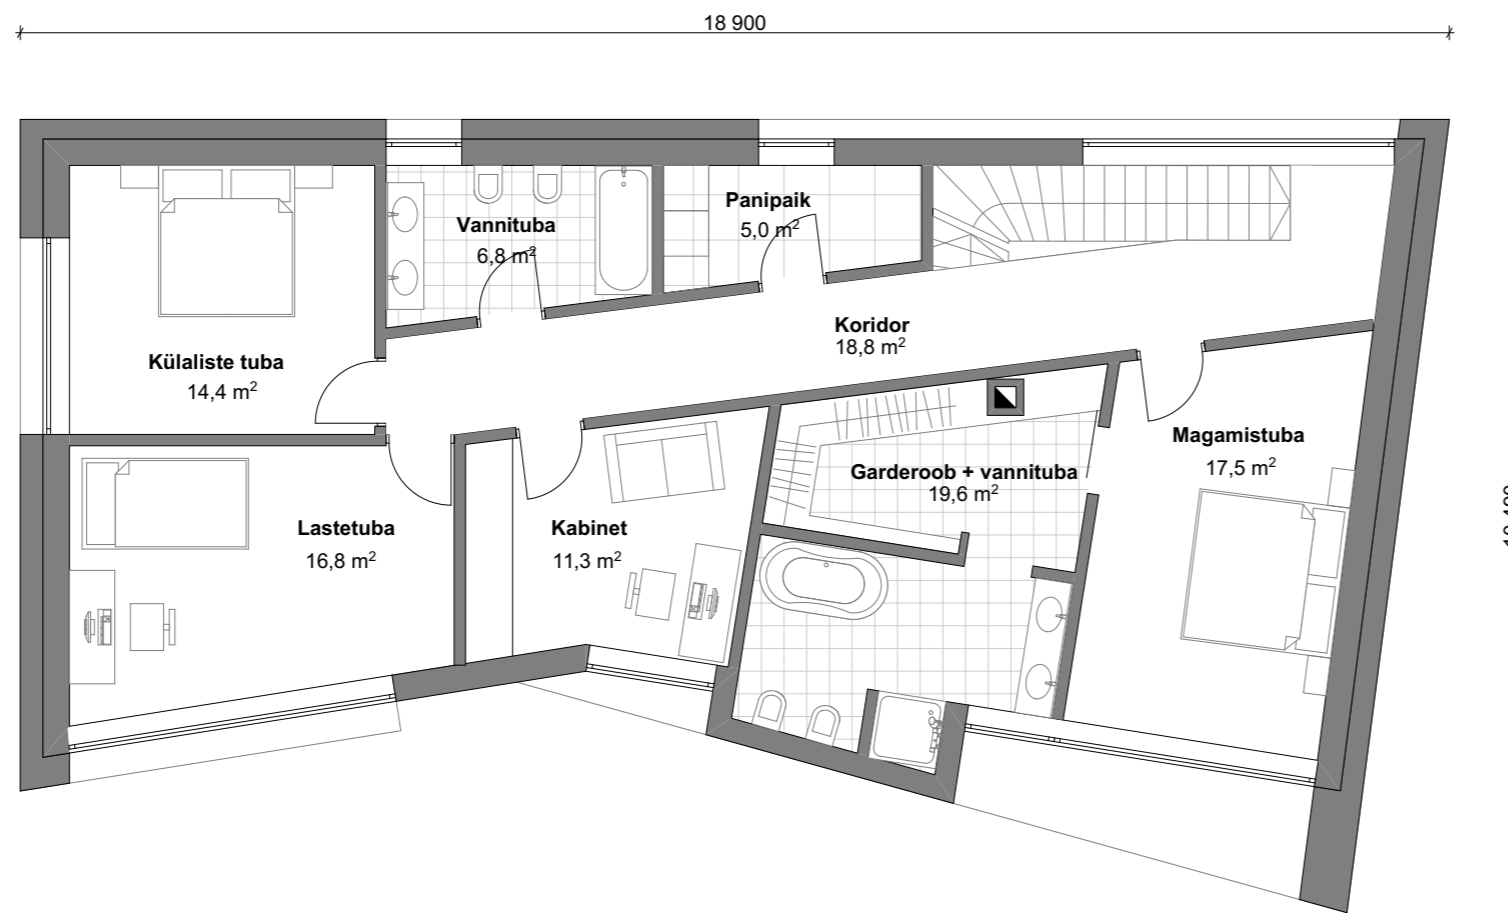 18 900
Panipaik
5,0 m²
Vannituba
6,8 m²
Koridor
18,8 m²
Külaliste tuba
14,4 m²
Magamistuba
17,5 m²
Garderoob + vannituba
19,6 m²
Lastetuba
16,8 m²
Kabinet
11,3 m²